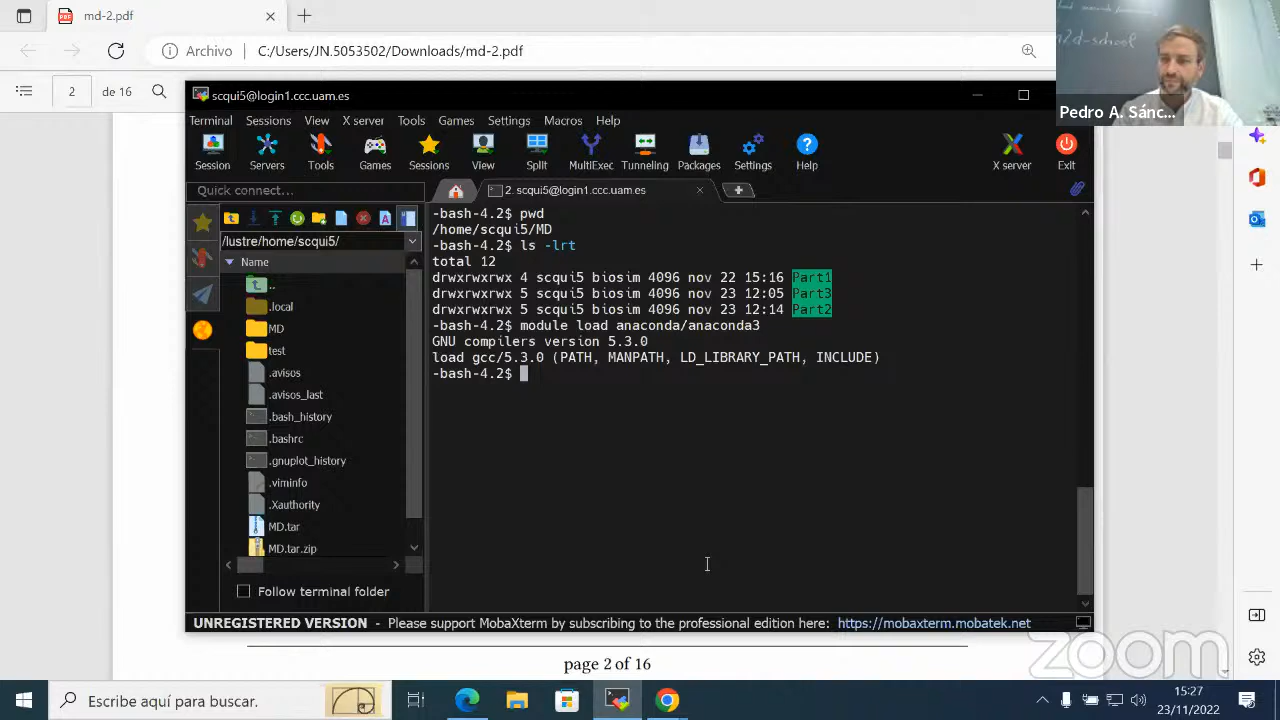 md-2.pdf
Archivo C:/Users/JN.5053502/Downloads/md-2.pdf
2 de 16
n2d-school
Pedro A. Sánc...
scqui5@login1.ccc.uam.es
Terminal Sessions View X server Tools Games Settings Macros Help
Session Servers Tools Games Sessions View Split MultiExec Tunneling Packages Settings Help X server Exit
Quick connect...
2. scqui5@login1.ccc.uam.es
/lustre/home/scqui5/
Name
..
.local
MD
test
.avisos
.avisos_last
.bash_history
.bashrc
.gnuplot_history
.viminfo
.Xauthority
MD.tar
MD.tar.zip
Follow terminal folder
-bash-4.2$ pwd
/home/scqui5/MD
-bash-4.2$ ls -lrt
total 12
drwxrwxrwx 4 scqui5 biosim 4096 nov 22 15:16 Part1
drwxrwxrwx 5 scqui5 biosim 4096 nov 23 12:05 Part3
drwxrwxrwx 5 scqui5 biosim 4096 nov 23 12:14 Part2
-bash-4.2$ module load anaconda/anaconda3
GNU compilers version 5.3.0
load gcc/5.3.0 (PATH, MANPATH, LD_LIBRARY_PATH, INCLUDE)
-bash-4.2$
UNREGISTERED VERSION - Please support MobaXterm by subscribing to the professional edition here: https://mobaxterm.mobatek.net
page 2 of 16
zoom
Escribe aquí para buscar.
15:27
23/11/2022